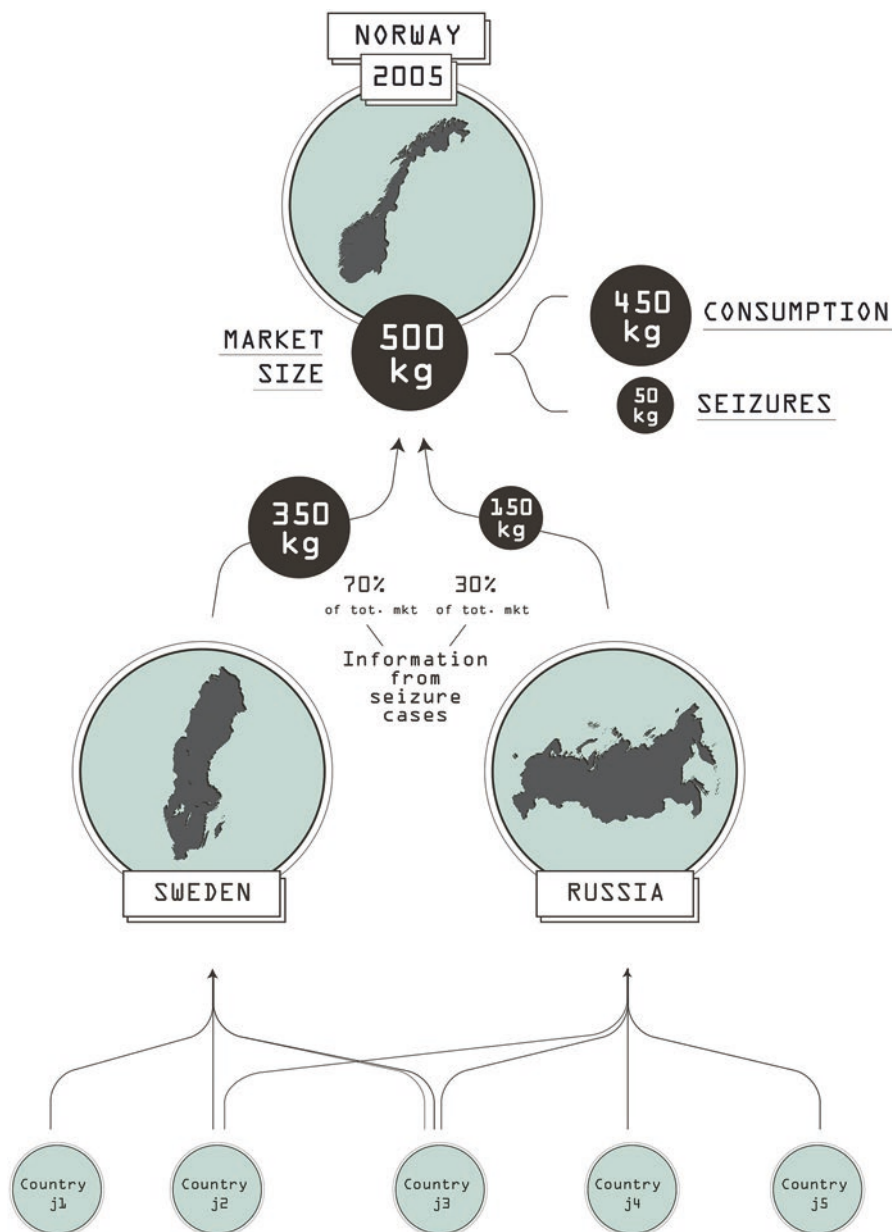 NORWAY
2005
MARKET
SIZE
500
kg
450
kg
CONSUMPTION
50
kg
SEIZURES
350
kg
150
kg
70%
of tot. mkt
30%
of tot. mkt
Information
from
seizure
cases
SWEDEN
RUSSIA
Country
j1
Country
j2
Country
j3
Country
j4
Country
j5